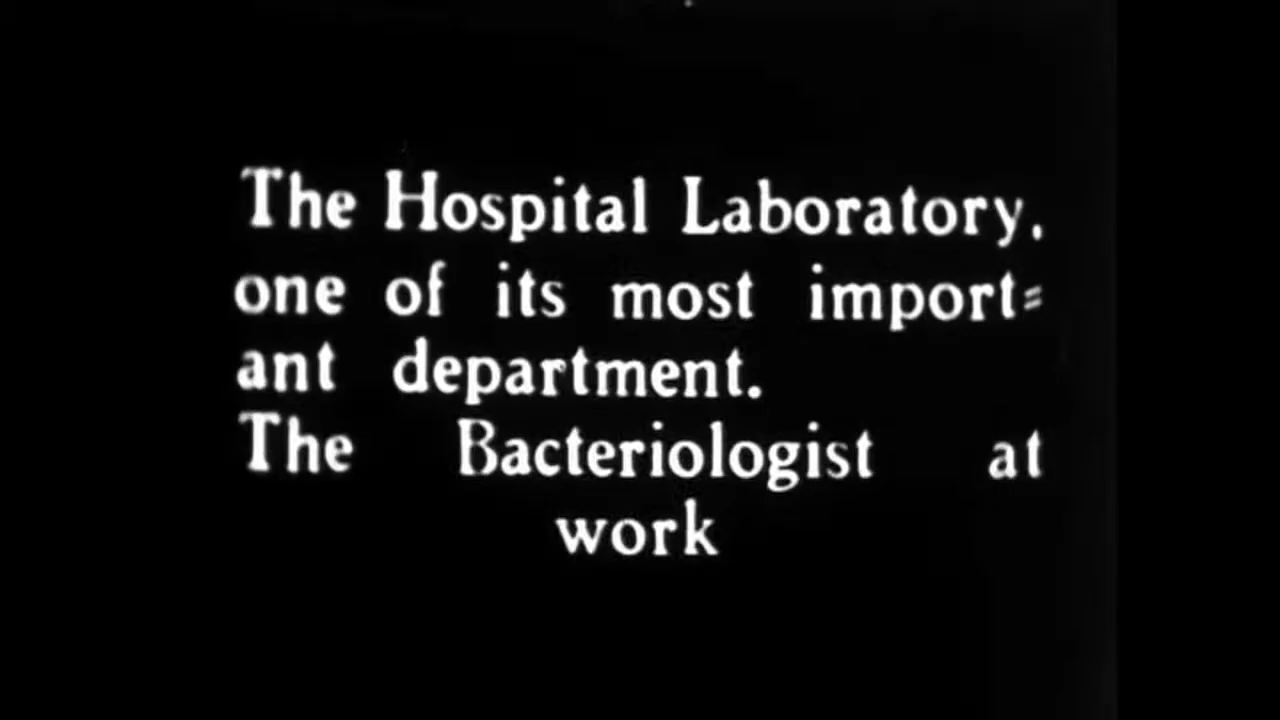 The Hospital Laboratory,
one of its most import=
ant department.
The Bacteriologist at
work